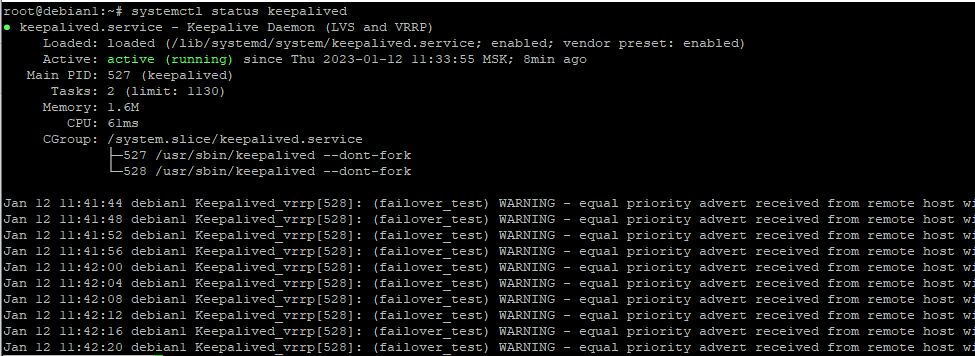 root@debian1:~# systemctl status keepalived
● keepalived.service - Keepalive Daemon (LVS and VRRP)
Loaded: loaded (/lib/systemd/system/keepalived.service; enabled; vendor preset: enabled)
Active: active (running) since Thu 2023-01-12 11:33:55 MSK; 8min ago
Main PID: 527 (keepalived)
Tasks: 2 (limit: 1130)
Memory: 1.6M
CPU: 61ms
CGroup: /system.slice/keepalived.service
├─527 /usr/sbin/keepalived --dont-fork
└─528 /usr/sbin/keepalived --dont-fork
Jan 12 11:41:44 debian1 Keepalived_vrrp[528]: (failover_test) WARNING - equal priority advert received from remote host wi
Jan 12 11:41:48 debian1 Keepalived_vrrp[528]: (failover_test) WARNING - equal priority advert received from remote host wi
Jan 12 11:41:52 debian1 Keepalived_vrrp[528]: (failover_test) WARNING - equal priority advert received from remote host wi
Jan 12 11:41:56 debian1 Keepalived_vrrp[528]: (failover_test) WARNING - equal priority advert received from remote host wi
Jan 12 11:42:00 debian1 Keepalived_vrrp[528]: (failover_test) WARNING - equal priority advert received from remote host wi
Jan 12 11:42:04 debian1 Keepalived_vrrp[528]: (failover_test) WARNING - equal priority advert received from remote host wi
Jan 12 11:42:08 debian1 Keepalived_vrrp[528]: (failover_test) WARNING - equal priority advert received from remote host wi
Jan 12 11:42:12 debian1 Keepalived_vrrp[528]: (failover_test) WARNING - equal priority advert received from remote host wi
Jan 12 11:42:16 debian1 Keepalived_vrrp[528]: (failover_test) WARNING - equal priority advert received from remote host wi
Jan 12 11:42:20 debian1 Keepalived_vrrp[528]: (failover_test) WARNING - equal priority advert received from remote host wi